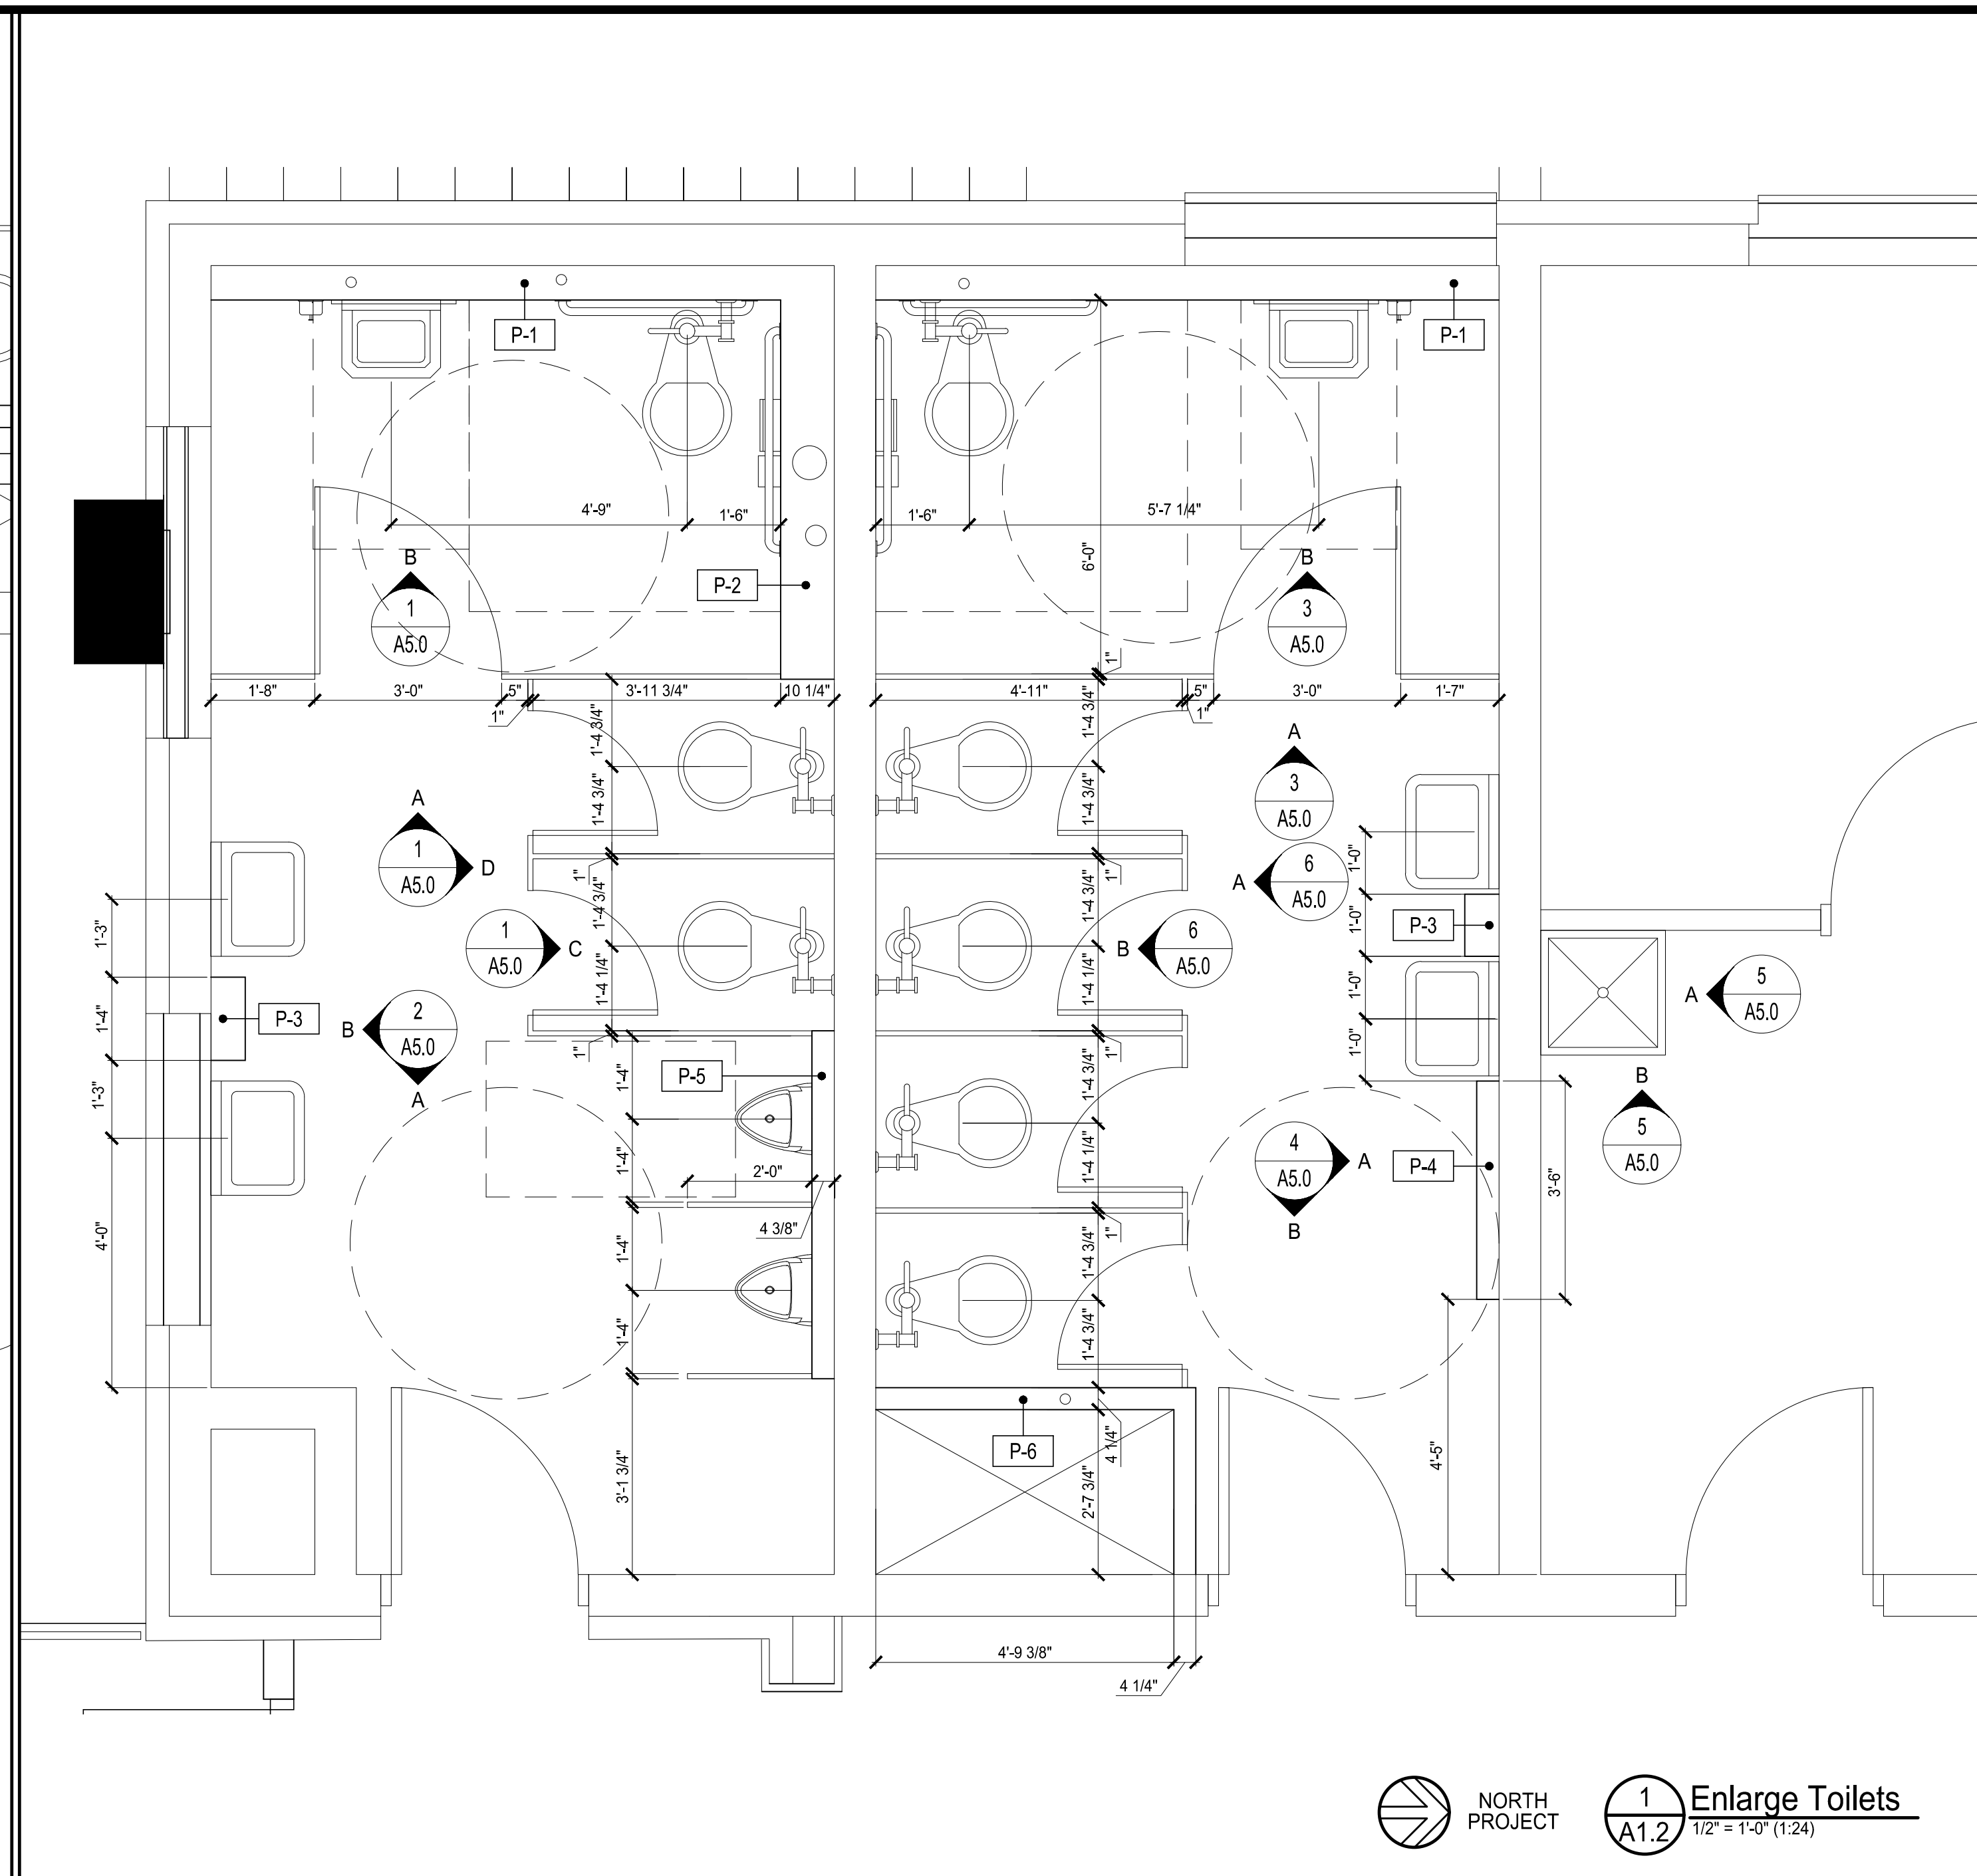 P-1
P-1
4'-9"
1'-6"
1'-6"
5'-7 1/4"
6'-0"
B
1
A5.0
P-2
B
3
A5.0
1"
1'-8"
3'-0"
5"
1"
3'-11 3/4"
10 1/4"
4'-11"
5"
1"
3'-0"
1'-7"
1'-4 3/4"
1'-4 3/4"
A
3
A5.0
1'-4 3/4"
1'-4 3/4"
A
1
A5.0
D
1"
1"
A
6
A5.0
1'-0"
1'-3"
1
A5.0
C
1'-4 3/4"
1'-4 3/4"
B
6
A5.0
1'-0"
P-3
1'-4 1/4"
1'-4 1/4"
1'-0"
A
5
A5.0
1'-4"
P-3
B
2
A5.0
A
1"
1"
1'-0"
1'-3"
1'-4"
P-5
1'-4 3/4"
B
5
A5.0
4
A5.0
A
B
P-4
3'-6"
1'-4"
2'-0"
1'-4 1/4"
4'-0"
4 3/8"
1"
1'-4"
1'-4 3/4"
1'-4"
1'-4 3/4"
3'-1 3/4"
P-6
4 1/4"
2'-7 3/4"
4'-5"
4'-9 3/8"
4 1/4"
NORTH
PROJECT
1
A1.2
Enlarge Toilets
1/2" = 1'-0" (1:24)